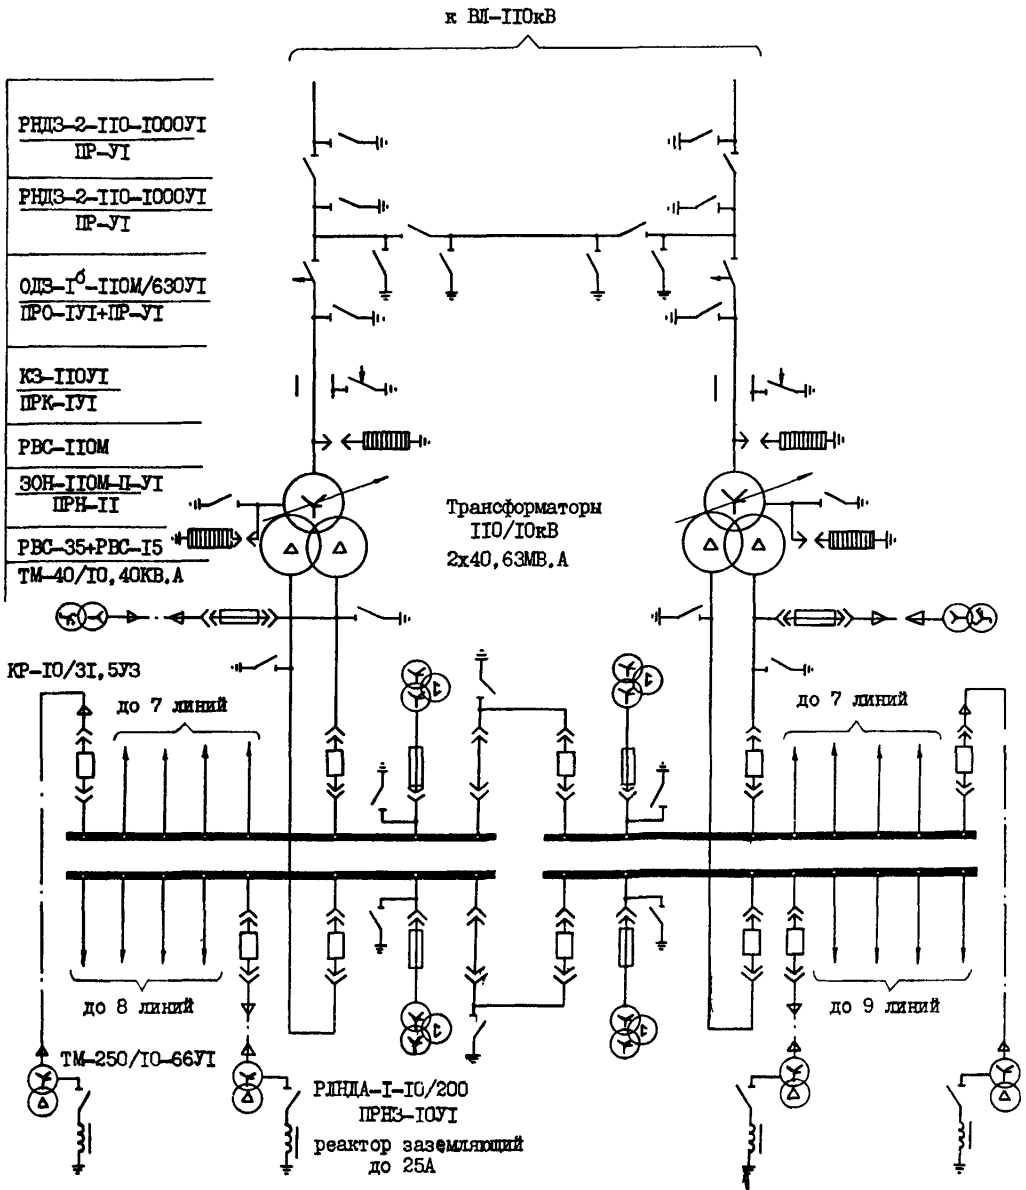 к ВЛ-110кВ
РНДЗ-2-110-1000У1
ПР-У1
РНДЗ-2-110-1000У1
ПР-У1
ОДЗ-1б-110М/630У1
ПРО-1У1+ПР-У1
КЗ-110У1
ПРК-1У1
РВС-110М
ЗОН-110М-П-У1
ПРН-11
РВС-35+РВС-15
ТМ-40/10,40КВ.А
Трансформаторы
110/10кВ
2х40,63МВ.А
КР-10/31,5У3
до 7 линий
до 7 линий
до 8 линий
до 9 линий
ТМ-250/10-66У1
РЛНДА-1-10/200
ПРНЗ-10У1
реактор заземляющий
до 25А